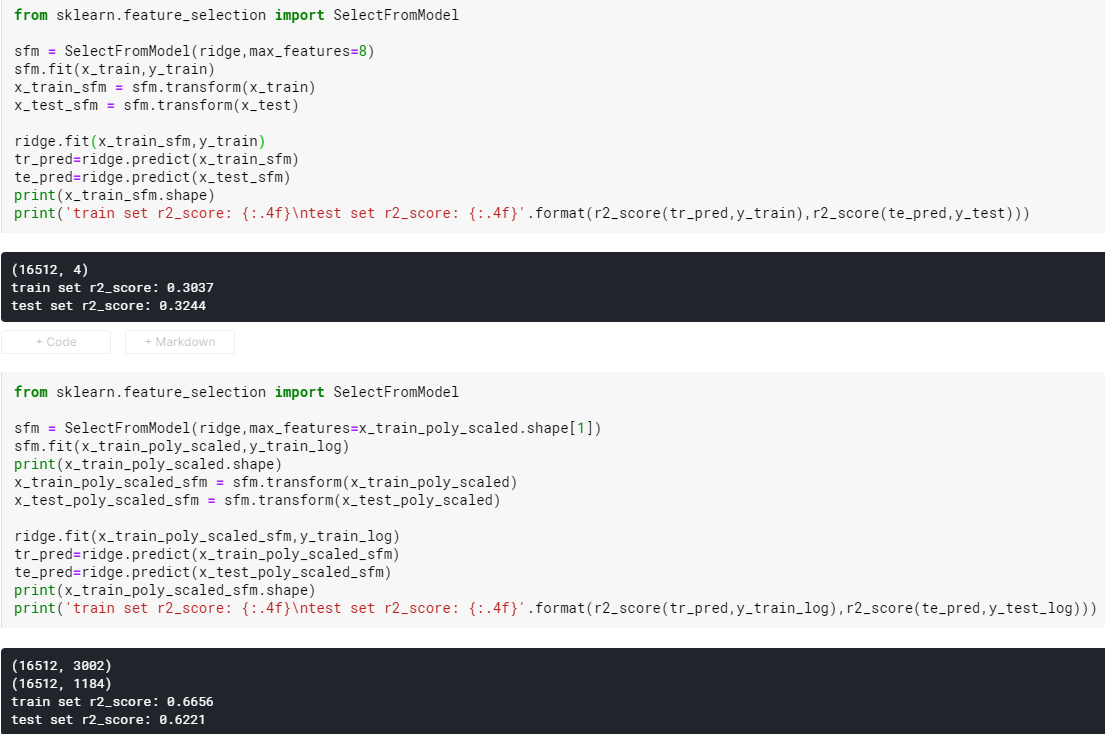 from sklearn.feature_selection import SelectFromModel
sfm = SelectFromModel(ridge,max_features=8)
sfm.fit(x_train,y_train)
x_train_sfm = sfm.transform(x_train)
x_test_sfm = sfm.transform(x_test)
ridge.fit(x_train_sfm,y_train)
tr_pred=ridge.predict(x_train_sfm)
te_pred=ridge.predict(x_test_sfm)
print(x_train_sfm.shape)
print('train set r2_score: {:.4f}\ntest set r2_score: {:.4f}'.format(r2_score(tr_pred,y_train),r2_score(te_pred,y_test)))
(16512, 4)
train set r2_score: 0.3037
test set r2_score: 0.3244
+ Code + Markdown
from sklearn.feature_selection import SelectFromModel
sfm = SelectFromModel(ridge,max_features=x_train_poly_scaled.shape[1])
sfm.fit(x_train_poly_scaled,y_train_log)
print(x_train_poly_scaled.shape)
x_train_poly_scaled_sfm = sfm.transform(x_train_poly_scaled)
x_test_poly_scaled_sfm = sfm.transform(x_test_poly_scaled)
ridge.fit(x_train_poly_scaled_sfm,y_train_log)
tr_pred=ridge.predict(x_train_poly_scaled_sfm)
te_pred=ridge.predict(x_test_poly_scaled_sfm)
print(x_train_poly_scaled_sfm.shape)
print('train set r2_score: {:.4f}\ntest set r2_score: {:.4f}'.format(r2_score(tr_pred,y_train_log),r2_score(te_pred,y_test_log)))
(16512, 3002)
(16512, 1184)
train set r2_score: 0.6656
test set r2_score: 0.6221